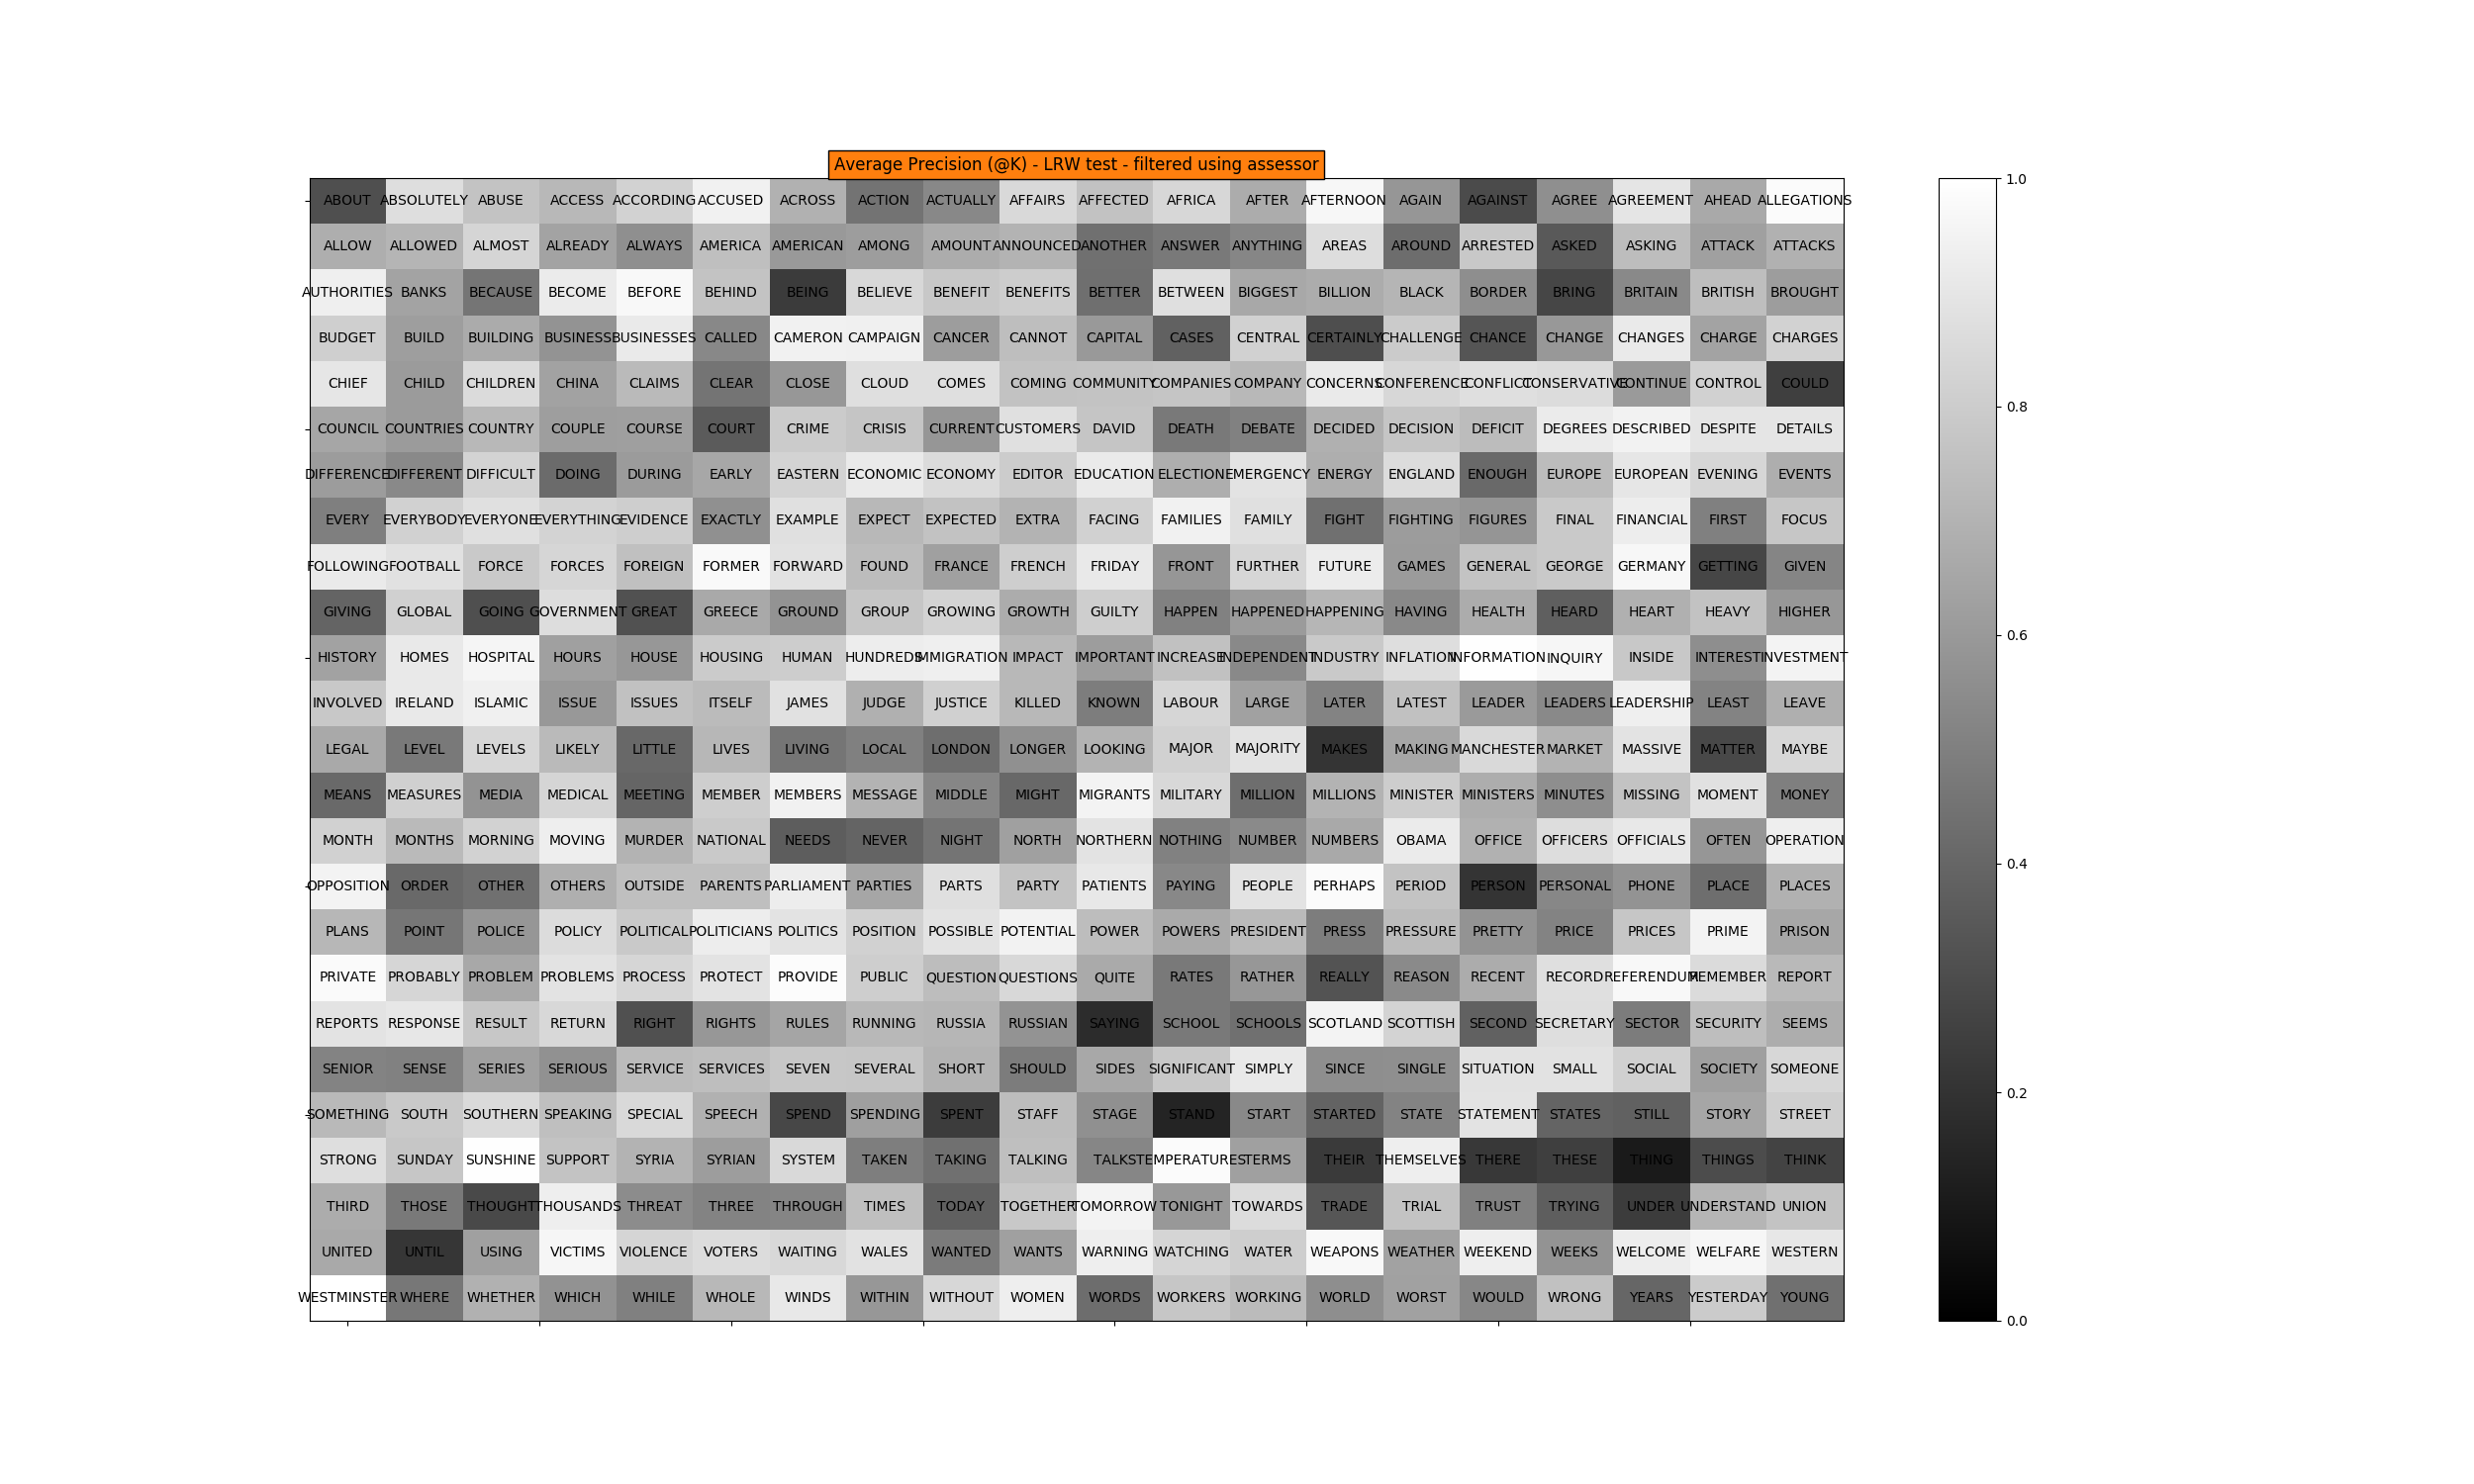 Average Precision (@K) - LRW test - filtered using assessor
ABOUT ABSOLUTELY ABUSE ACCESS ACCORDING ACCUSED ACROSS ACTION ACTUALLY AFFAIRS AFFECTED AFRICA AFTER AFTERNOON AGAIN AGAINST AGREE AGREEMENT AHEAD ALLEGATIONS
ALLOW ALLOWED ALMOST ALREADY ALWAYS AMERICA AMERICAN AMONG AMOUNT ANNOUNCED ANOTHER ANSWER ANYTHING AREAS AROUND ARRESTED ASKED ASKING ATTACK ATTACKS
AUTHORITIES BANKS BECAUSE BECOME BEFORE BEHIND BEING BELIEVE BENEFIT BENEFITS BETTER BETWEEN BIGGEST BILLION BLACK BORDER BRING BRITAIN BRITISH BROUGHT
BUDGET BUILD BUILDING BUSINESS BUSINESSES CALLED CAMERON CAMPAIGN CANCER CANNOT CAPITAL CASES CENTRAL CERTAINLY CHALLENGE CHANCE CHANGE CHANGES CHARGE CHARGES
CHIEF CHILD CHILDREN CHINA CLAIMS CLEAR CLOSE CLOUD COMES COMING COMMUNITY COMPANIES COMPANY CONCERNS CONFERENCE CONFLICT CONSERVATIVE CONTINUE CONTROL COULD
COUNCIL COUNTRIES COUNTRY COUPLE COURSE COURT CRIME CRISIS CURRENT CUSTOMERS DAVID DEATH DEBATE DECIDED DECISION DEFICIT DEGREES DESCRIBED DESPITE DETAILS
DIFFERENCE DIFFERENT DIFFICULT DOING DURING EARLY EASTERN ECONOMIC ECONOMY EDITOR EDUCATION ELECTION EMERGENCY ENERGY ENGLAND ENOUGH EUROPE EUROPEAN EVENING EVENTS
EVERY EVERYBODY EVERYONE EVERYTHING EVIDENCE EXACTLY EXAMPLE EXPECT EXPECTED EXTRA FACING FAMILIES FAMILY FIGHT FIGHTING FIGURES FINAL FINANCIAL FIRST FOCUS
FOLLOWING FOOTBALL FORCE FORCES FOREIGN FORMER FORWARD FOUND FRANCE FRENCH FRIDAY FRONT FURTHER FUTURE GAMES GENERAL GEORGE GERMANY GETTING GIVEN
GIVING GLOBAL GOING GOVERNMENT GREAT GREECE GROUND GROUP GROWING GROWTH GUILTY HAPPEN HAPPENED HAPPENING HAVING HEALTH HEARD HEART HEAVY HIGHER
HISTORY HOMES HOSPITAL HOURS HOUSE HOUSING HUMAN HUNDREDS IMMIGRATION IMPACT IMPORTANT INCREASE INDEPENDENT INDUSTRY INFLATION INFORMATION INQUIRY INSIDE INTEREST INVESTMENT
INVOLVED IRELAND ISLAMIC ISSUE ISSUES ITSELF JAMES JUDGE JUSTICE KILLED KNOWN LABOUR LARGE LATER LATEST LEADER LEADERS LEADERSHIP LEAST LEAVE
LEGAL LEVEL LEVELS LIKELY LITTLE LIVES LIVING LOCAL LONDON LONGER LOOKING MAJOR MAJORITY MAKES MAKING MANCHESTER MARKET MASSIVE MATTER MAYBE
MEANS MEASURES MEDIA MEDICAL MEETING MEMBER MEMBERS MESSAGE MIDDLE MIGHT MIGRANTS MILITARY MILLION MILLIONS MINISTER MINISTERS MINUTES MISSING MOMENT MONEY
MONTH MONTHS MORNING MOVING MURDER NATIONAL NEEDS NEVER NIGHT NORTH NORTHERN NOTHING NUMBER NUMBERS OBAMA OFFICE OFFICERS OFFICIALS OFTEN OPERATION
OPPOSITION ORDER OTHER OTHERS OUTSIDE PARENTS PARLIAMENT PARTIES PARTS PARTY PATIENTS PAYING PEOPLE PERHAPS PERIOD PERSON PERSONAL PHONE PLACE PLACES
PLANS POINT POLICE POLICY POLITICAL POLITICIANS POLITICS POSITION POSSIBLE POTENTIAL POWER POWERS PRESIDENT PRESS PRESSURE PRETTY PRICE PRICES PRIME PRISON
PRIVATE PROBABLY PROBLEM PROBLEMS PROCESS PROTECT PROVIDE PUBLIC QUESTION QUESTIONS QUITE RATES RATHER REALLY REASON RECENT RECORD REFERENDUM REMEMBER REPORT
REPORTS RESPONSE RESULT RETURN RIGHT RIGHTS RULES RUNNING RUSSIA RUSSIAN SAYING SCHOOL SCHOOLS SCOTLAND SCOTTISH SECOND SECRETARY SECTOR SECURITY SEEMS
SENIOR SENSE SERIES SERIOUS SERVICE SERVICES SEVEN SEVERAL SHORT SHOULD SIDES SIGNIFICANT SIMPLY SINCE SINGLE SITUATION SMALL SOCIAL SOCIETY SOMEONE
SOMETHING SOUTH SOUTHERN SPEAKING SPECIAL SPEECH SPEND SPENDING SPENT STAFF STAGE STAND START STARTED STATE STATEMENT STATES STILL STORY STREET
STRONG SUNDAY SUNSHINE SUPPORT SYRIA SYRIAN SYSTEM TAKEN TAKING TALKING TALKS TEMPERATURES TERMS THEIR THEMSELVES THERE THESE THING THINGS THINK
THIRD THOSE THOUGHT THOUSANDS THREAT THREE THROUGH TIMES TODAY TOGETHER TOMORROW TONIGHT TOWARDS TRADE TRIAL TRUST TRYING UNDER UNDERSTAND UNION
UNITED UNTIL USING VICTIMS VIOLENCE VOTERS WAITING WALES WANTED WANTS WARNING WATCHING WATER WEAPONS WEATHER WEEKEND WEEKS WELCOME WELFARE WESTERN
WESTMINSTER WHERE WHETHER WHICH WHILE WHOLE WINDS WITHIN WITHOUT WOMEN WORDS WORKERS WORKING WORLD WORST WOULD WRONG YEARS YESTERDAY YOUNG
1.0
0.8
0.6
0.4
0.2
0.0